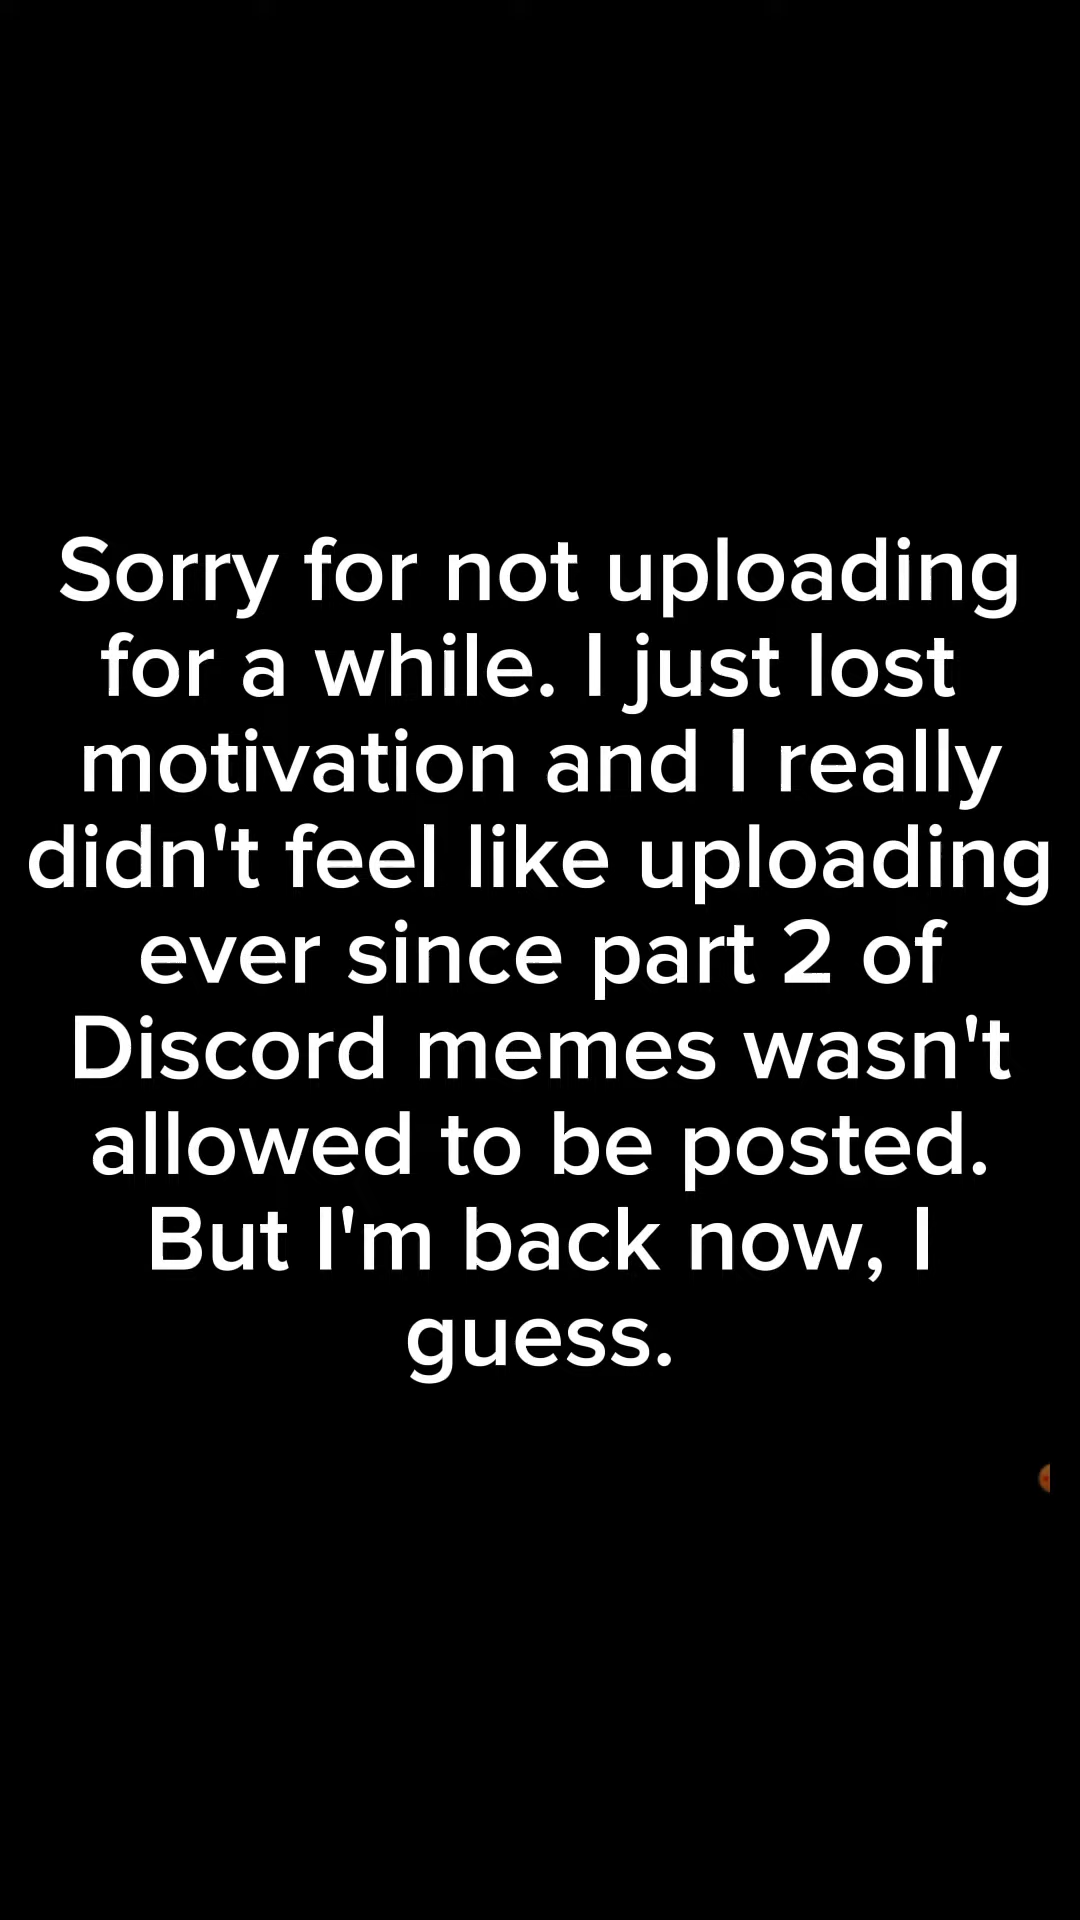 Sorry for not uploading
for a while. I just lost
motivation and I really
didn't feel like uploading
ever since part 2 of
Discord memes wasn't
allowed to be posted.
But I'm back now, I
guess.